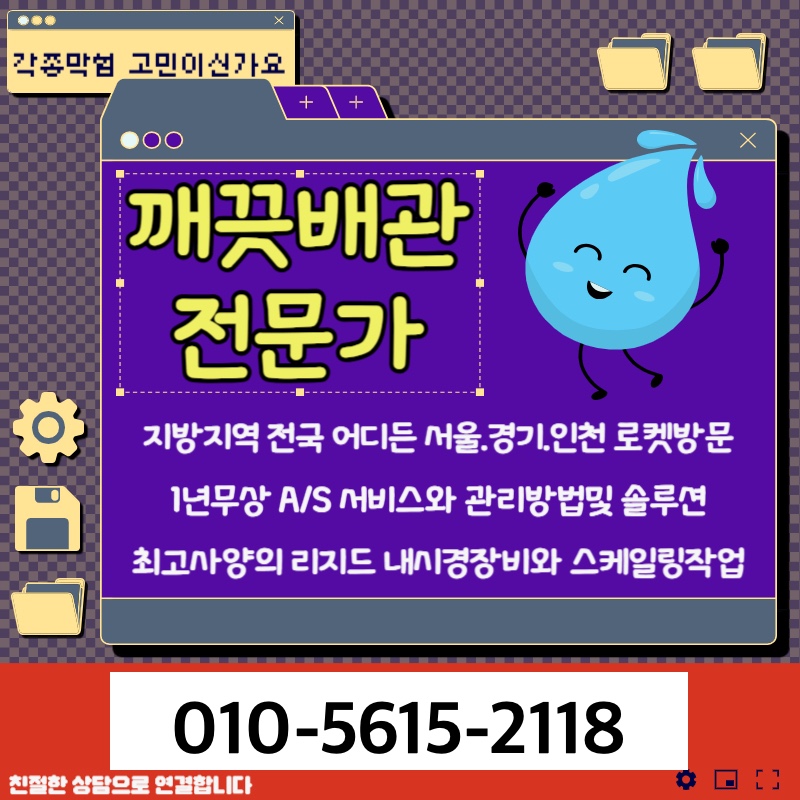 각종막힘 고민이신가요
깨끗배관
전문가
지방지역 전국 어디든 서울.경기.인천 로켓방문
1년무상 A/S 서비스와 관리방법및 솔루션
최고사양의 리지드 내시경장비와 스케일링작업
010-5615-2118
친절한 상담으로 연결합니다